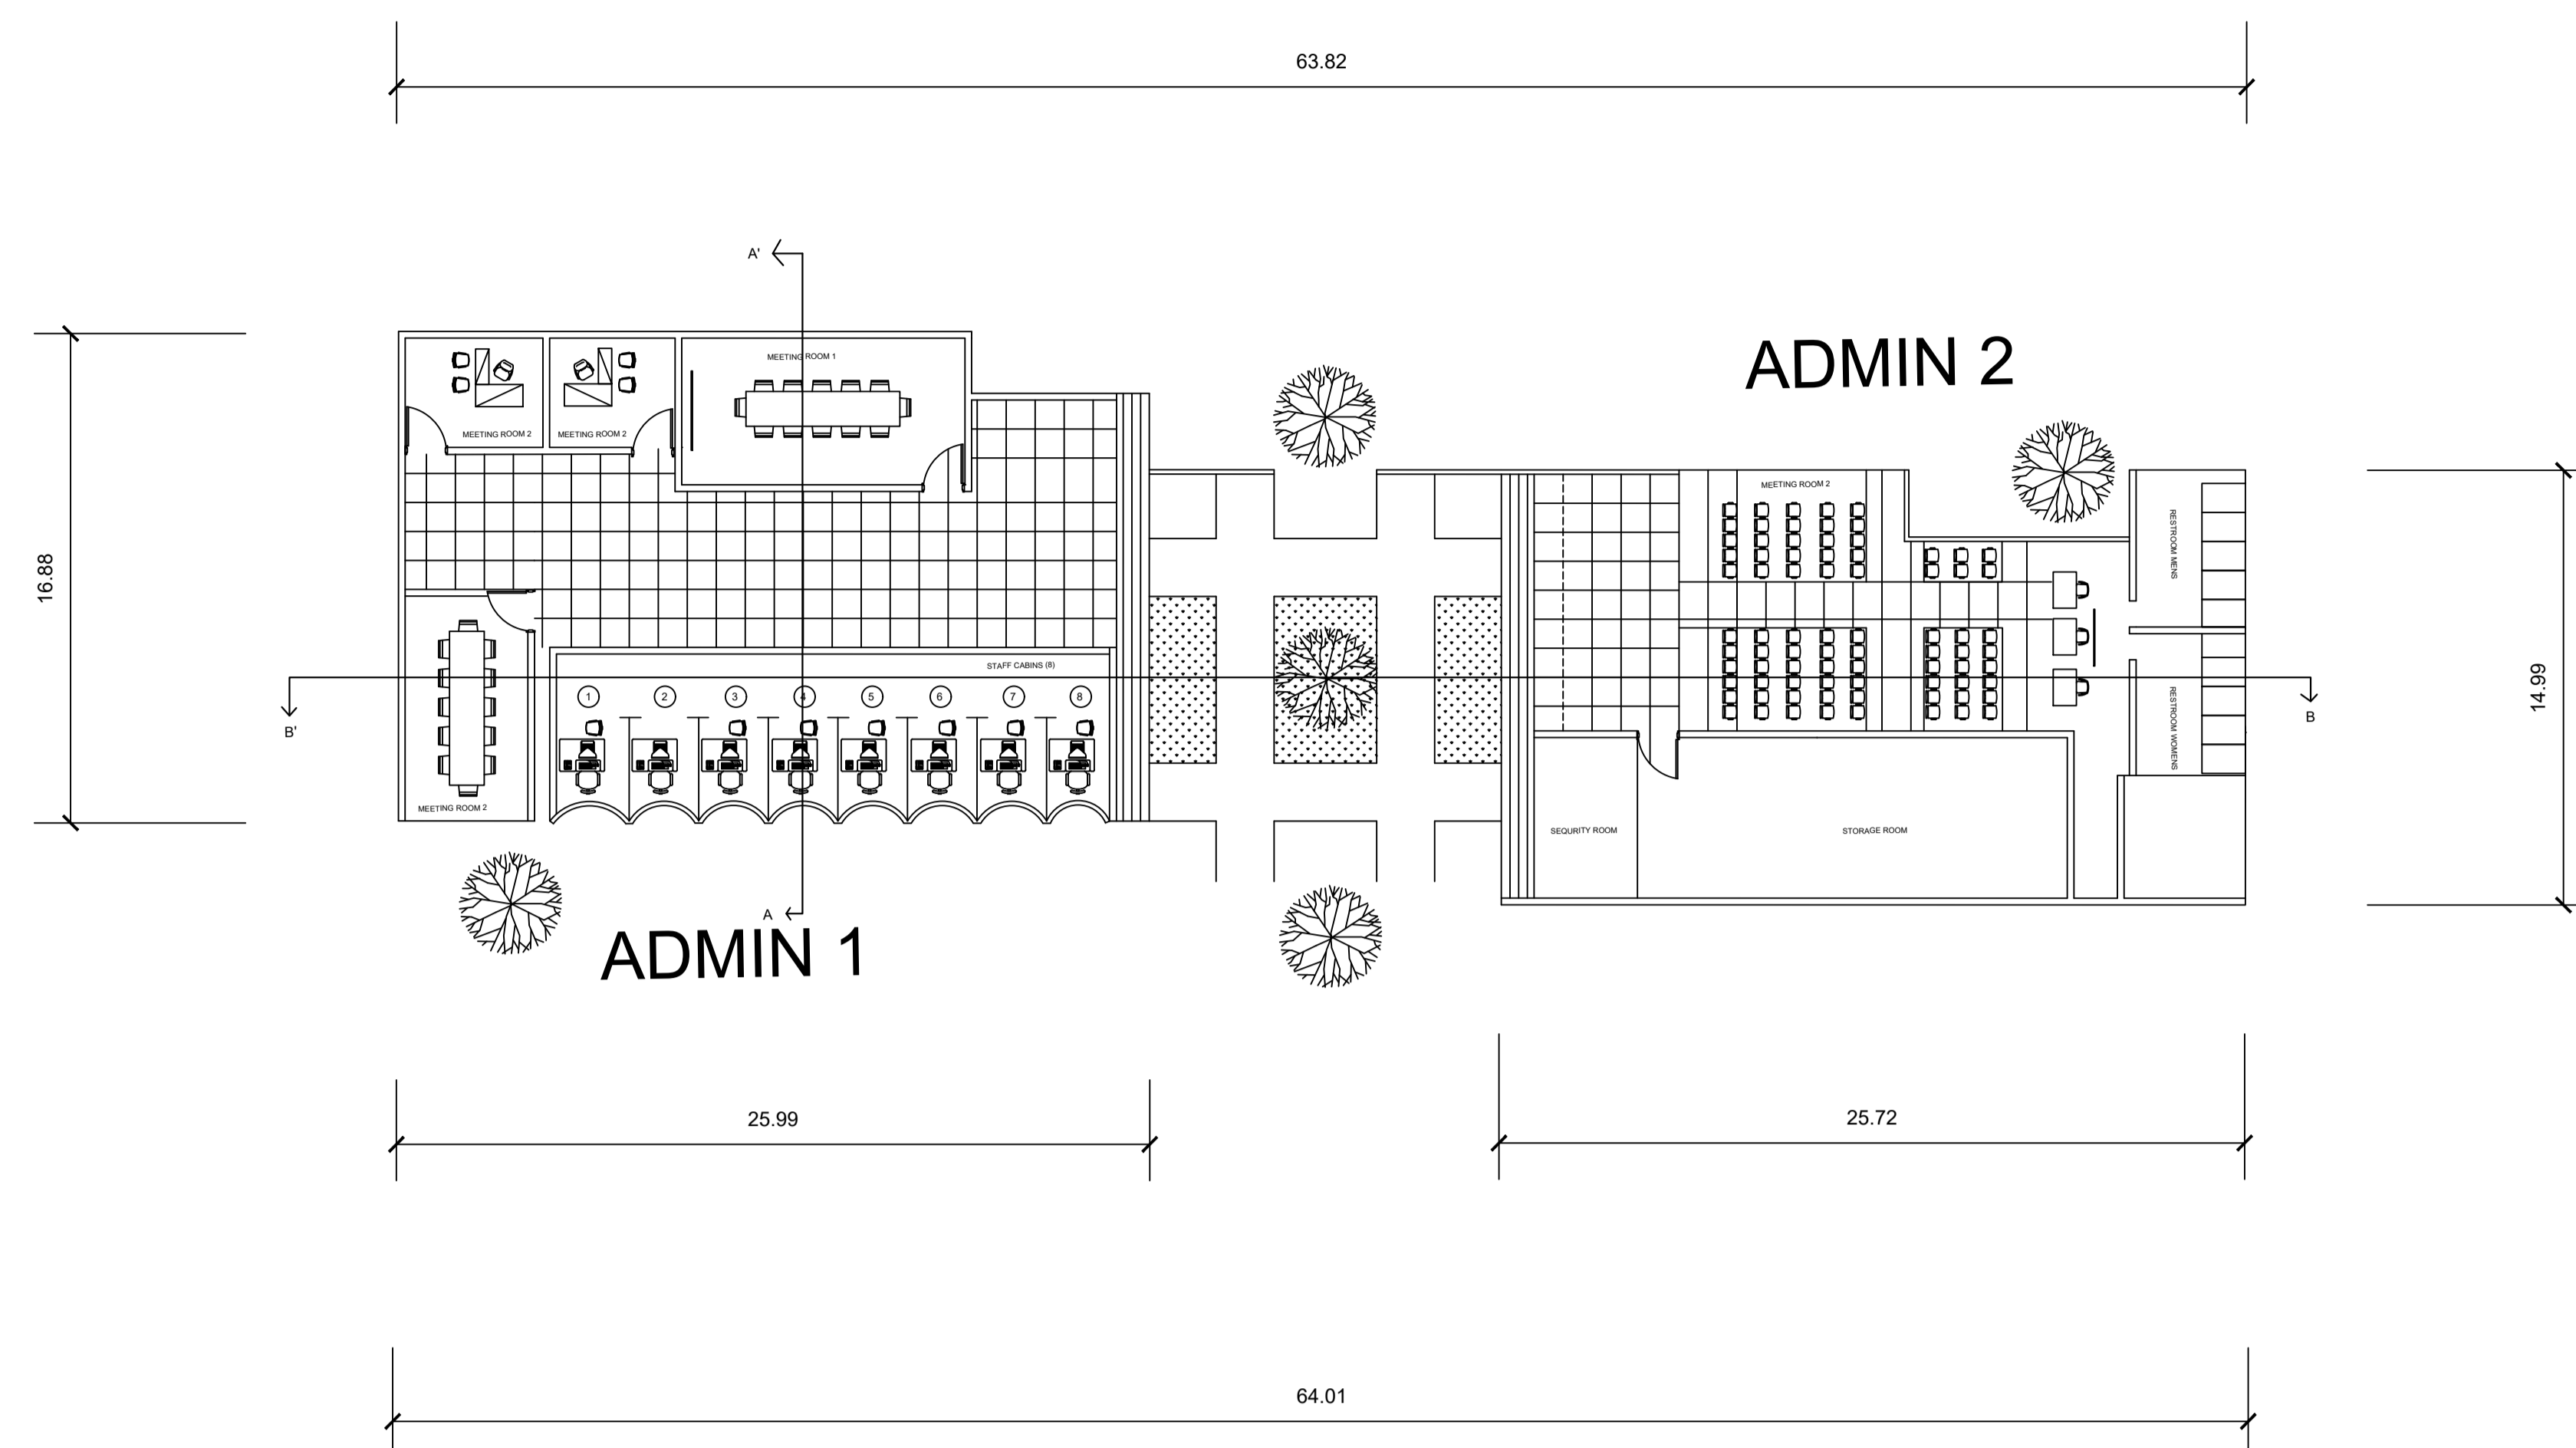 63.82
A'
ADMIN 2
MEETING ROOM 1
MEETING ROOM 2
MEETING ROOM 2
MEETING ROOM 2
RESTROOM MENS
16.88
14.99
STAFF CABINS (8)
1
2
3
4
5
6
7
8
B'
B
RESTROOM WOMENS
MEETING ROOM 2
SEQURITY ROOM
STORAGE ROOM
A
ADMIN 1
25.99
25.72
64.01